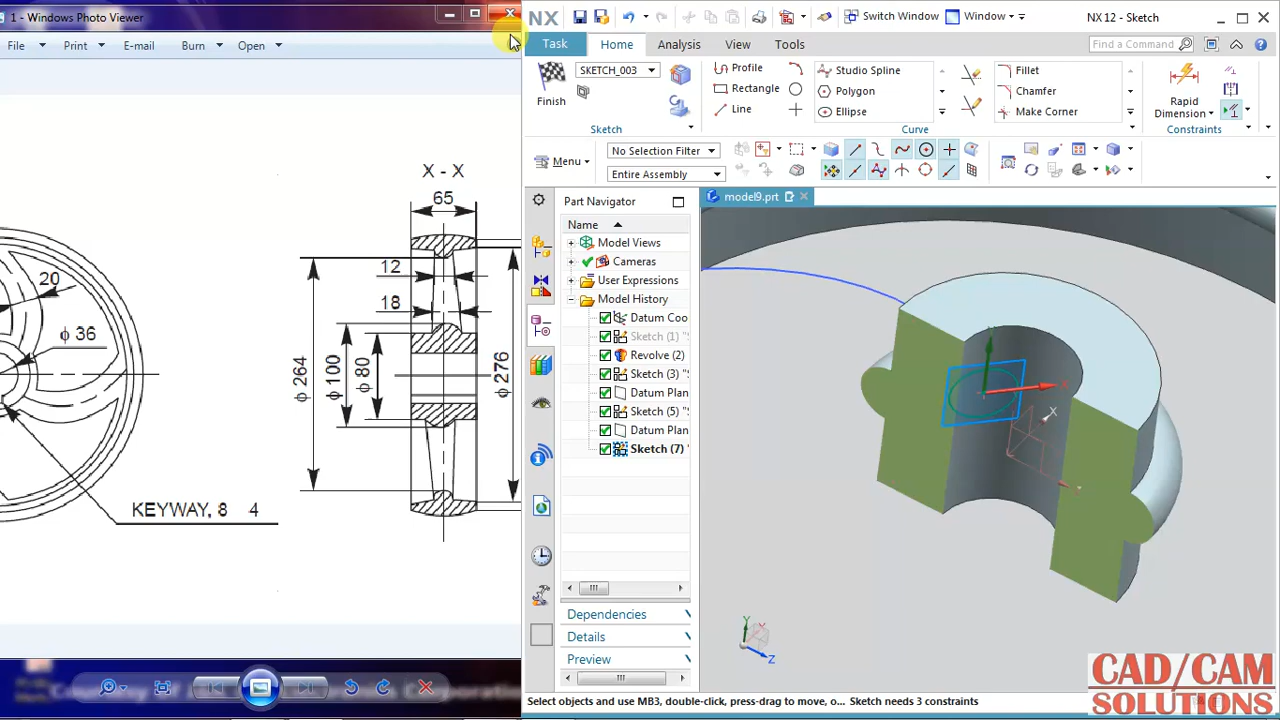 1 - Windows Photo Viewer
File Print E-mail Burn Open
X - X
65
12
18
20
ϕ 36
ϕ 264
ϕ 100
ϕ 80
ϕ 276
KEYWAY, 8 4
NX Switch Window Window NX 12 - Sketch
Task Home Analysis View Tools Find a Command
Finish
SKETCH_003
Sketch
Profile
Rectangle
Line
Studio Spline
Polygon
Ellipse
Fillet
Chamfer
Make Corner
Curve
Rapid
Dimension
Constraints
Menu
No Selection Filter
Entire Assembly
Part Navigator
model9.prt
Name
Model Views
Cameras
User Expressions
Model History
Datum Coo
Sketch (1) "S
Revolve (2)
Sketch (3) "S
Datum Plan
Sketch (5) "S
Datum Plan
Sketch (7) "
Dependencies
Details
Preview
X
Y
Z
Select objects and use MB3, double-click, press-drag to move, o... Sketch needs 3 constraints
CAD/CAM
SOLUTIONS